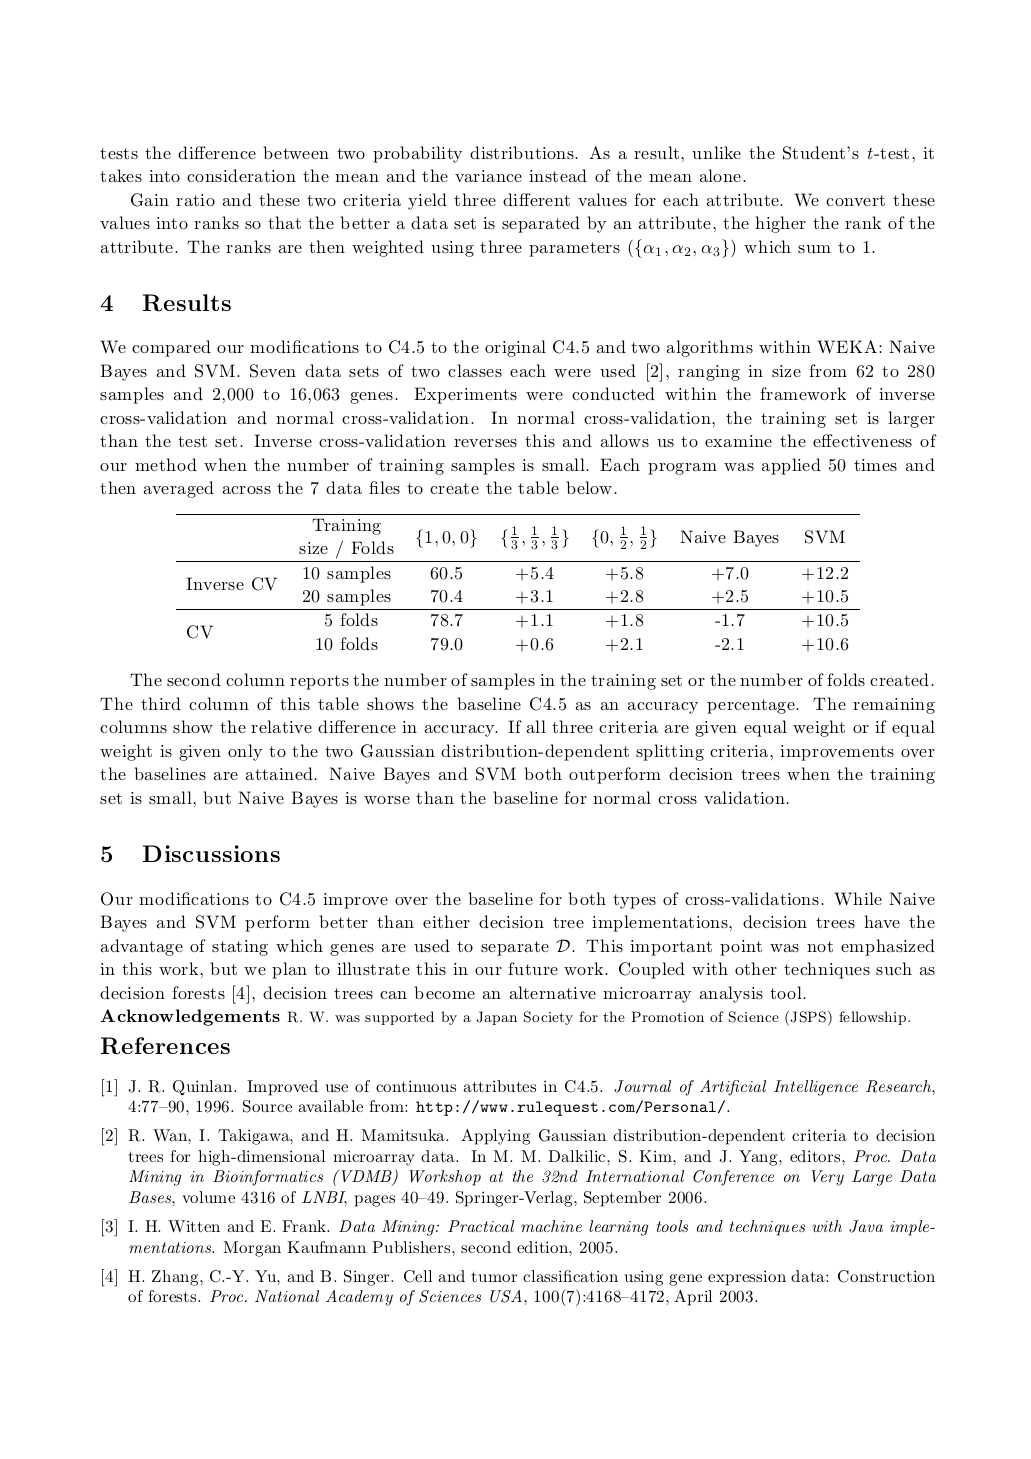 tests the difference between two probability distributions. As a result, unlike the Student's t-test, it
takes into consideration the mean and the variance instead of the mean alone.
Gain ratio and these two criteria yield three different values for each attribute. We convert these
values into ranks so that the better a data set is separated by an attribute, the higher the rank of the
attribute. The ranks are then weighted using three parameters ({α1, α2, α3}) which sum to 1.
4 Results
We compared our modifications to C4.5 to the original C4.5 and two algorithms within WEKA: Naive
Bayes and SVM. Seven data sets of two classes each were used [2], ranging in size from 62 to 280
samples and 2,000 to 16,063 genes. Experiments were conducted within the framework of inverse
cross-validation and normal cross-validation. In normal cross-validation, the training set is larger
than the test set. Inverse cross-validation reverses this and allows us to examine the effectiveness of
our method when the number of training samples is small. Each program was applied 50 times and
then averaged across the 7 data files to create the table below.
Training
size / Folds {1, 0, 0} {1/3, 1/3, 1/3} {0, 1/2, 1/2} Naive Bayes SVM
Inverse CV 10 samples 60.5 +5.4 +5.8 +7.0 +12.2
20 samples 70.4 +3.1 +2.8 +2.5 +10.5
CV 5 folds 78.7 +1.1 +1.8 -1.7 +10.5
10 folds 79.0 +0.6 +2.1 -2.1 +10.6
The second column reports the number of samples in the training set or the number of folds created.
The third column of this table shows the baseline C4.5 as an accuracy percentage. The remaining
columns show the relative difference in accuracy. If all three criteria are given equal weight or if equal
weight is given only to the two Gaussian distribution-dependent splitting criteria, improvements over
the baselines are attained. Naive Bayes and SVM both outperform decision trees when the training
set is small, but Naive Bayes is worse than the baseline for normal cross validation.
5 Discussions
Our modifications to C4.5 improve over the baseline for both types of cross-validations. While Naive
Bayes and SVM perform better than either decision tree implementations, decision trees have the
advantage of stating which genes are used to separate 𝒟. This important point was not emphasized
in this work, but we plan to illustrate this in our future work. Coupled with other techniques such as
decision forests [4], decision trees can become an alternative microarray analysis tool.
Acknowledgements R. W. was supported by a Japan Society for the Promotion of Science (JSPS) fellowship.
References
[1] J. R. Quinlan. Improved use of continuous attributes in C4.5. Journal of Artificial Intelligence Research,
4:77–90, 1996. Source available from: http://www.rulequest.com/Personal/.
[2] R. Wan, I. Takigawa, and H. Mamitsuka. Applying Gaussian distribution-dependent criteria to decision
trees for high-dimensional microarray data. In M. M. Dalkilic, S. Kim, and J. Yang, editors, Proc. Data
Mining in Bioinformatics (VDMB) Workshop at the 32nd International Conference on Very Large Data
Bases, volume 4316 of LNBI, pages 40–49. Springer-Verlag, September 2006.
[3] I. H. Witten and E. Frank. Data Mining: Practical machine learning tools and techniques with Java imple-
mentations. Morgan Kaufmann Publishers, second edition, 2005.
[4] H. Zhang, C.-Y. Yu, and B. Singer. Cell and tumor classification using gene expression data: Construction
of forests. Proc. National Academy of Sciences USA, 100(7):4168–4172, April 2003.